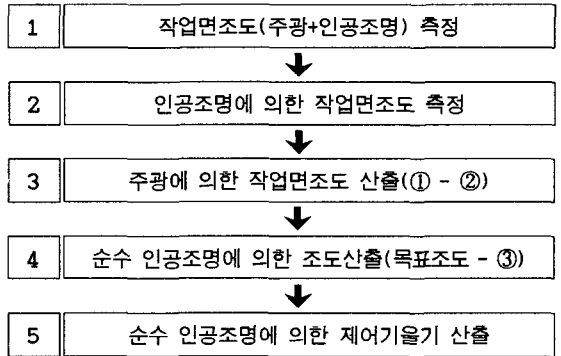 1 작업면조도(주광+인공조명) 측정
2 인공조명에 의한 작업면조도 측정
3 주광에 의한 작업면조도 산출(① - ②)
4 순수 인공조명에 의한 조도산출(목표조도 - ③)
5 순수 인공조명에 의한 제어기울기 산출